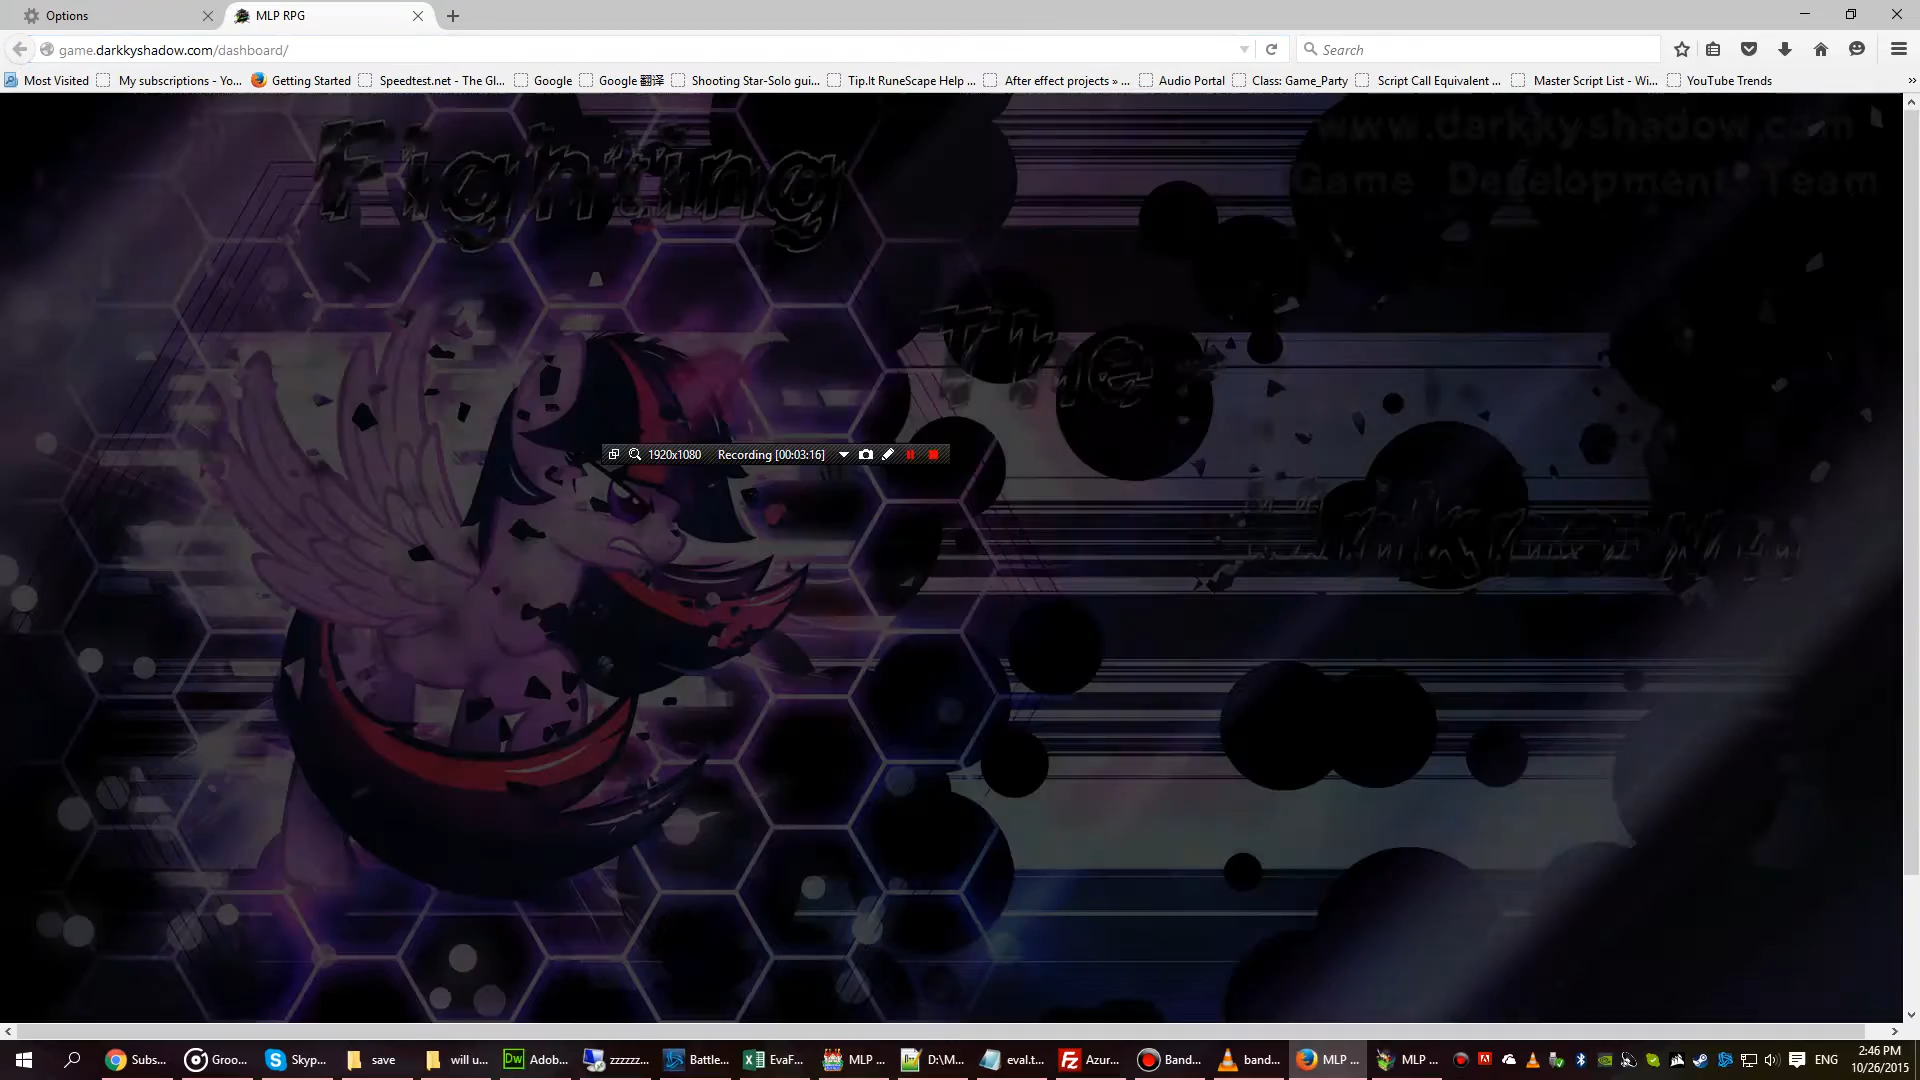 Options
MLP RPG
game.darkkyshadow.com/dashboard/
Search
Most Visited
My subscriptions - Yo...
Getting Started
Speedtest.net - The Gl...
Google
Google 翻译
Shooting Star-Solo gui...
Tip.It RuneScape Help ...
After effect projects » ...
Audio Portal
Class: Game_Party
Script Call Equivalent ...
Master Script List - Wi...
YouTube Trends
Fighting
www.darkkyshadow.com
Game Development Team
The
1920x1080
Recording [00:03:16]
Subs...
Groo...
Skyp...
save
will u...
Adob...
zzzzzz...
Battle...
EvaF...
MLP ...
D:\M...
eval.t...
Azur...
Band...
band...
MLP ...
MLP ...
ENG
2:46 PM
10/26/2015